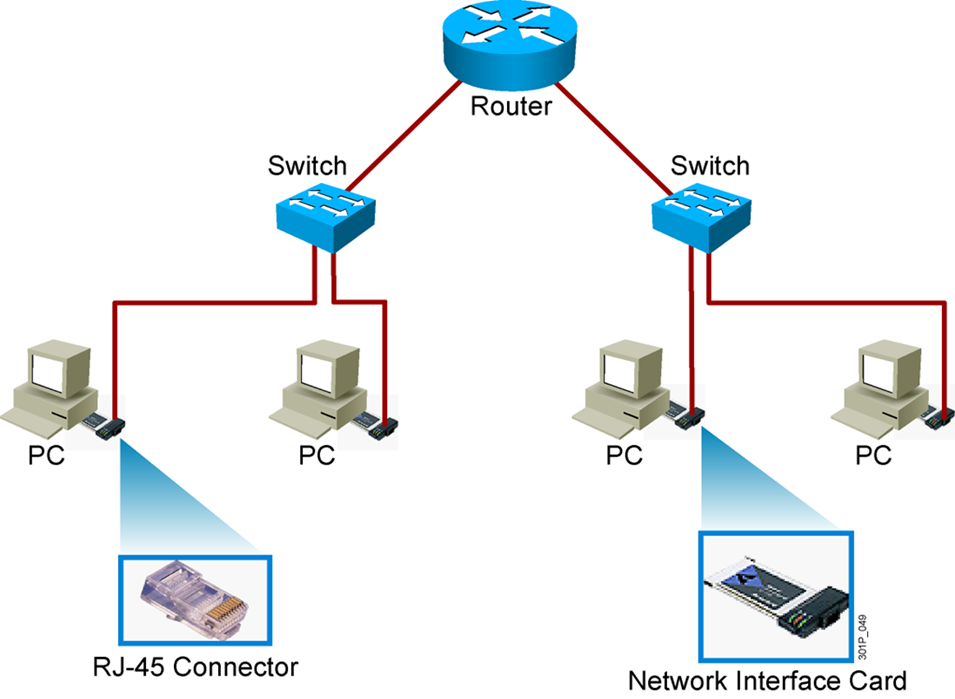 Router
Switch
Switch
PC
PC
PC
PC
RJ-45 Connector
301P_049
Network Interface Card